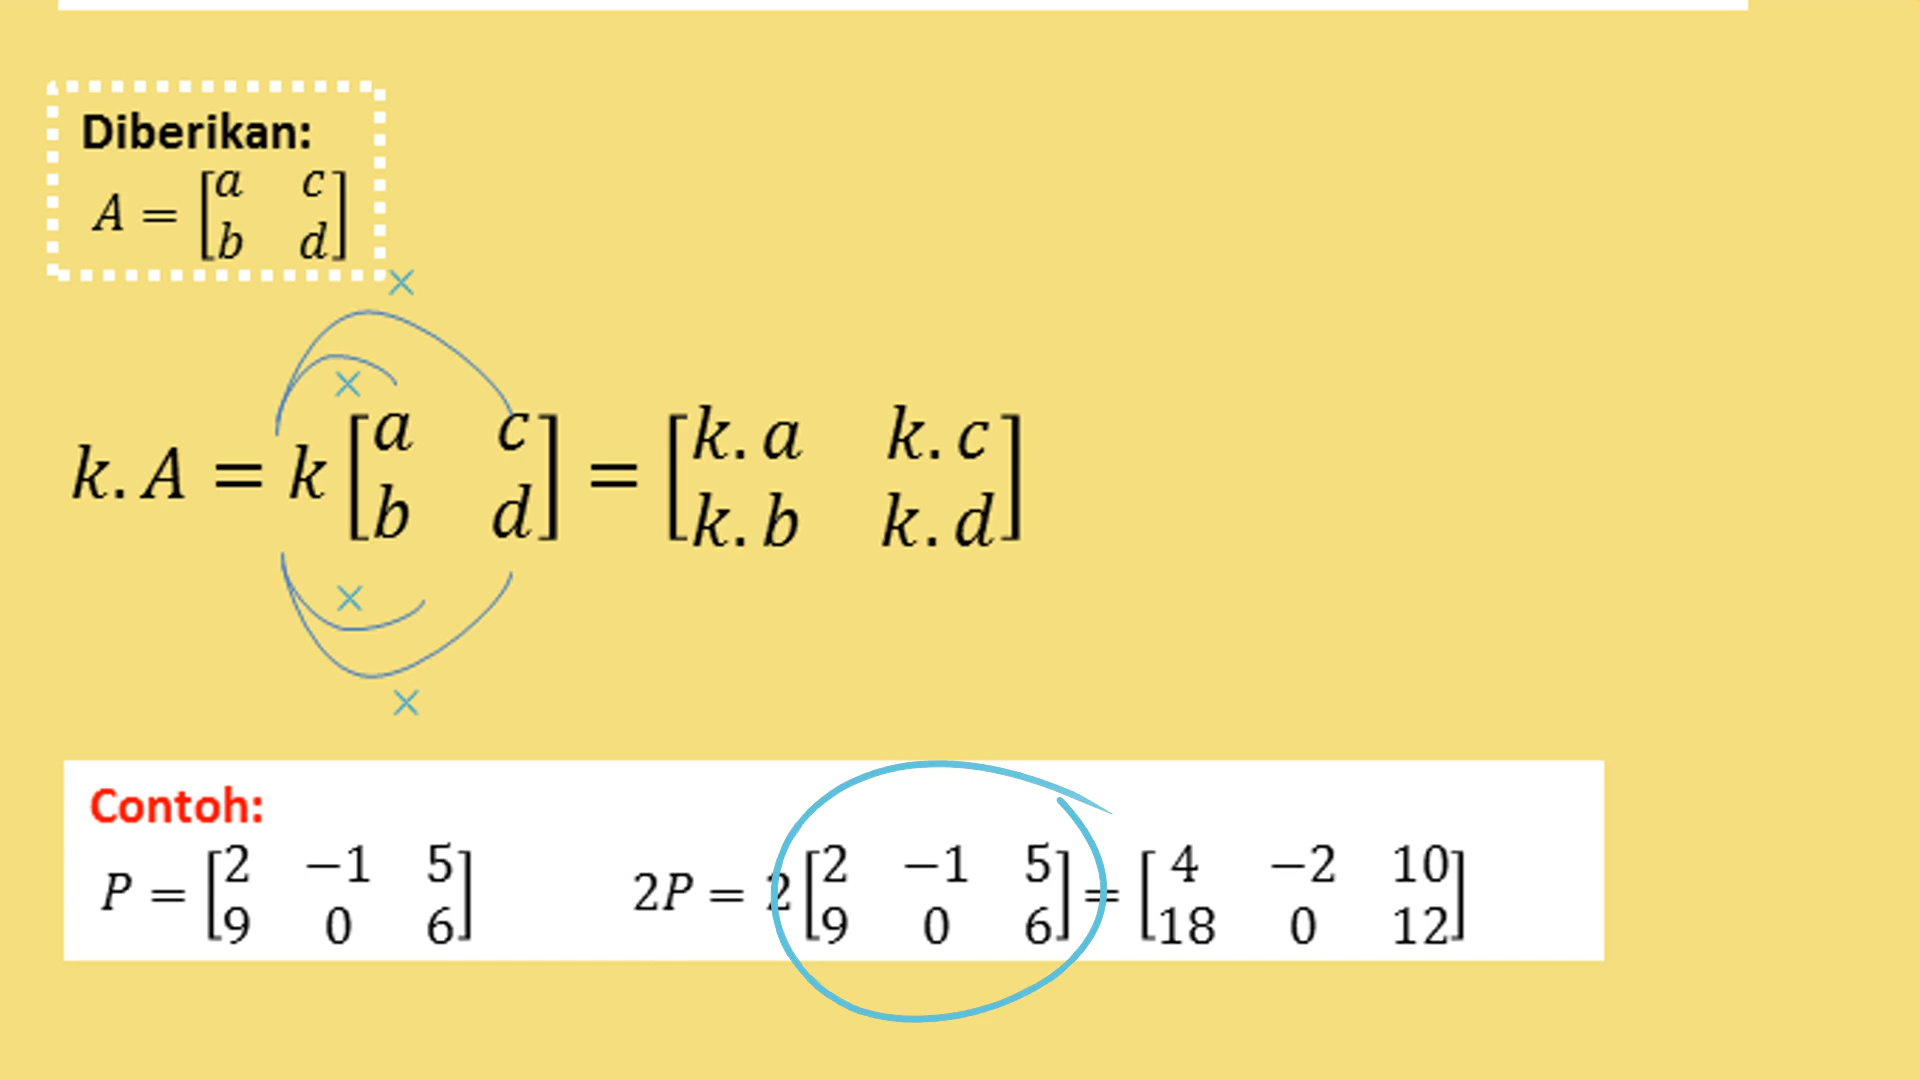 Diberikan:
A = [a c
b d]
×
×
k. A = k [a c
b d] = [k. a k. c
k. b k. d]
×
×
Contoh:
P = [2 −1 5
9 0 6]
2P = 2 [2 −1 5
9 0 6] = [4 −2 10
18 0 12]